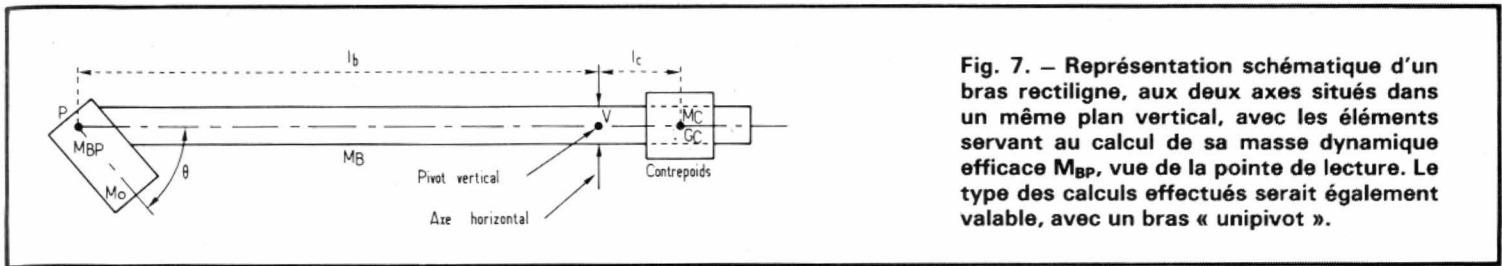 lb
lc
P
V
MC
GC
MBP
MB
θ
Mo
Pivot vertical
Contrepoids
Axe horizontal
Fig. 7. — Représentation schématique d'un
bras rectiligne, aux deux axes situés dans
un même plan vertical, avec les éléments
servant au calcul de sa masse dynamique
efficace MBP, vue de la pointe de lecture. Le
type des calculs effectués serait également
valable, avec un bras « unipivot ».